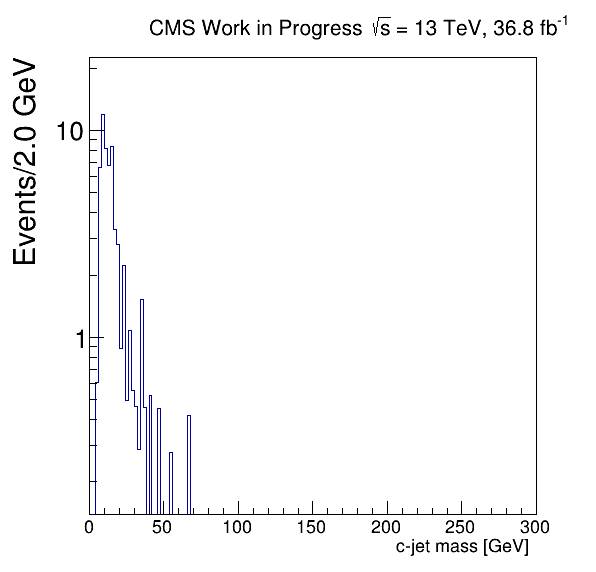 CMS Work in Progress √s = 13 TeV, 36.8 fb⁻¹
Events/2.0 GeV
10
1
0 50 100 150 200 250 300
c-jet mass [GeV]